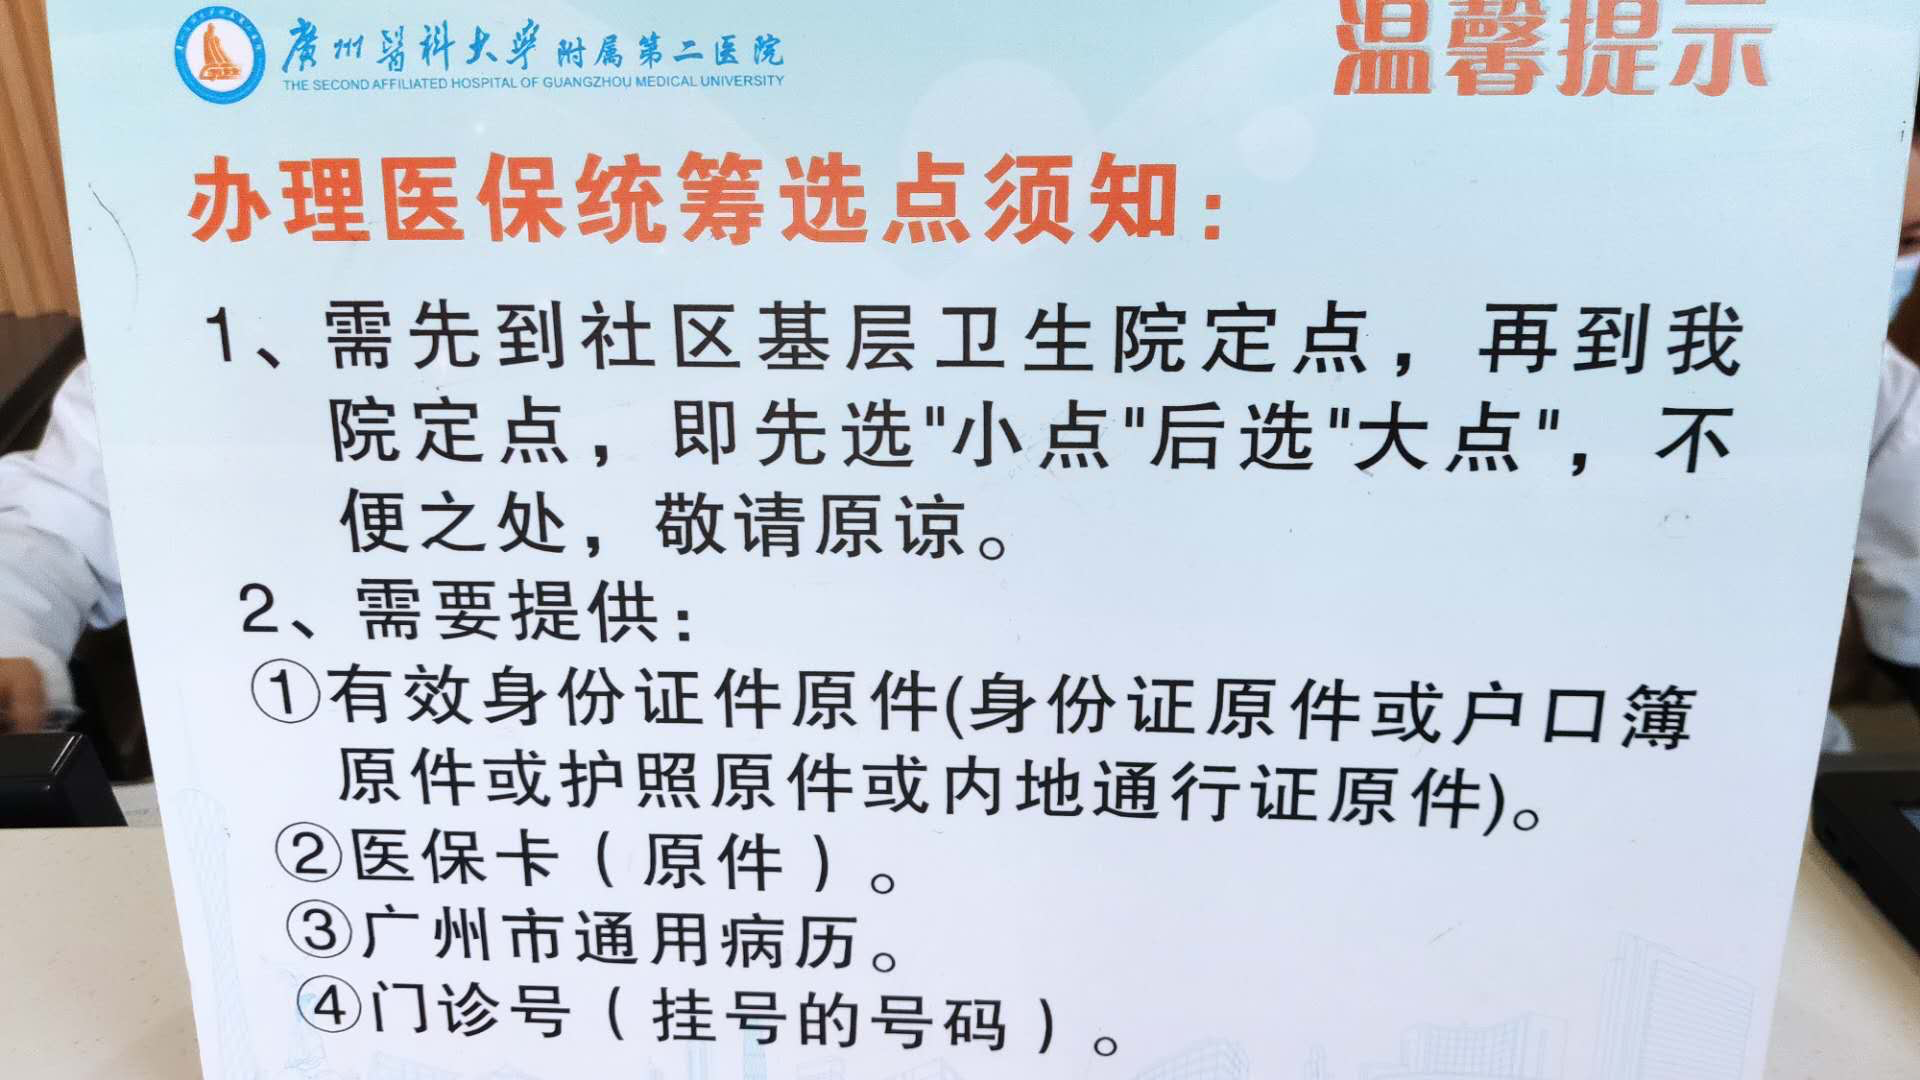 廣州醫科大學附属第二医院
THE SECOND AFFILIATED HOSPITAL OF GUANGZHOU MEDICAL UNIVERSITY
温馨提示
办理医保统筹选点须知：
1、需先到社区基层卫生院定点，再到我
院定点，即先选"小点"后选"大点"，不
便之处，敬请原谅。
2、需要提供：
①有效身份证件原件(身份证原件或户口簿
原件或护照原件或内地通行证原件)。
②医保卡（原件）。
③广州市通用病历。
④门诊号（挂号的号码）。